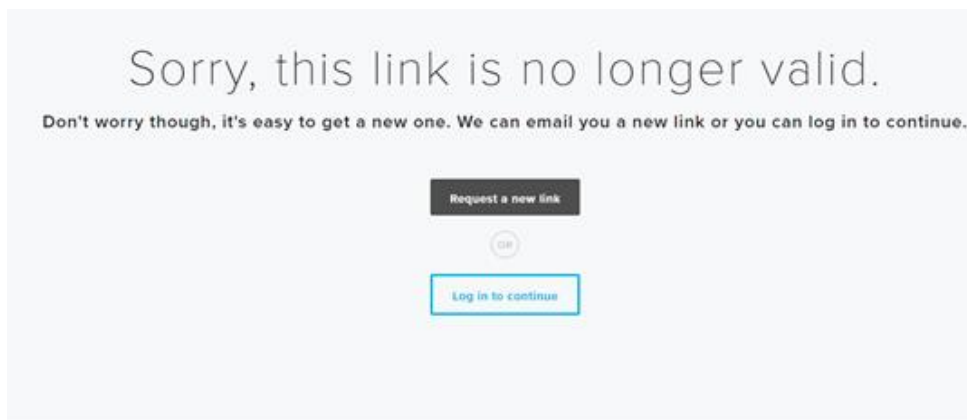 Sorry, this link is no longer valid.
Don't worry though, it's easy to get a new one. We can email you a new link or you can log in to continue.
Request a new link
OR
Log in to continue